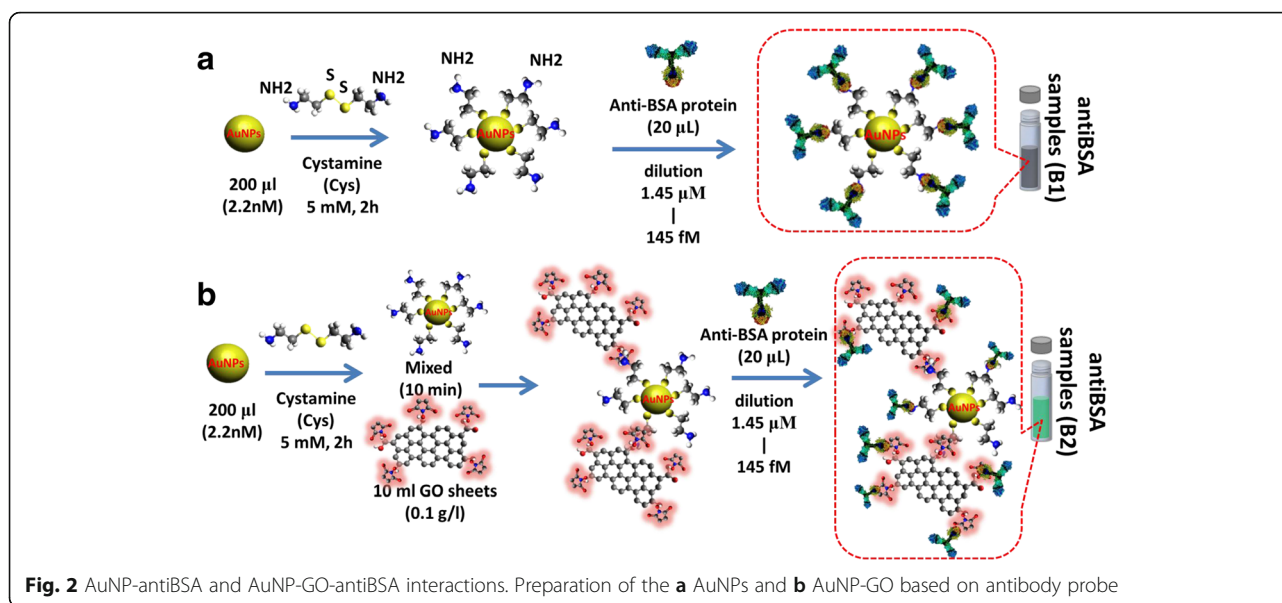 a
S
NH2
S
NH2
NH2
NH2
AuNPs
200 µl
(2.2nM)
Cystamine
(Cys)
5 mM, 2h
AuNPs
Anti-BSA protein
(20 µL)
dilution
1.45 µM
|
145 fM
AuNPs
antiBSA
samples (B1)
b
AuNPs
200 µl
(2.2nM)
Cystamine
(Cys)
5 mM, 2h
AuNPs
Mixed
(10 min)
10 ml GO sheets
(0.1 g/l)
AuNPs
Anti-BSA protein
(20 µL)
dilution
1.45 µM
|
145 fM
AuNPs
antiBSA
samples (B2)
Fig. 2 AuNP-antiBSA and AuNP-GO-antiBSA interactions. Preparation of the a AuNPs and b AuNP-GO based on antibody probe